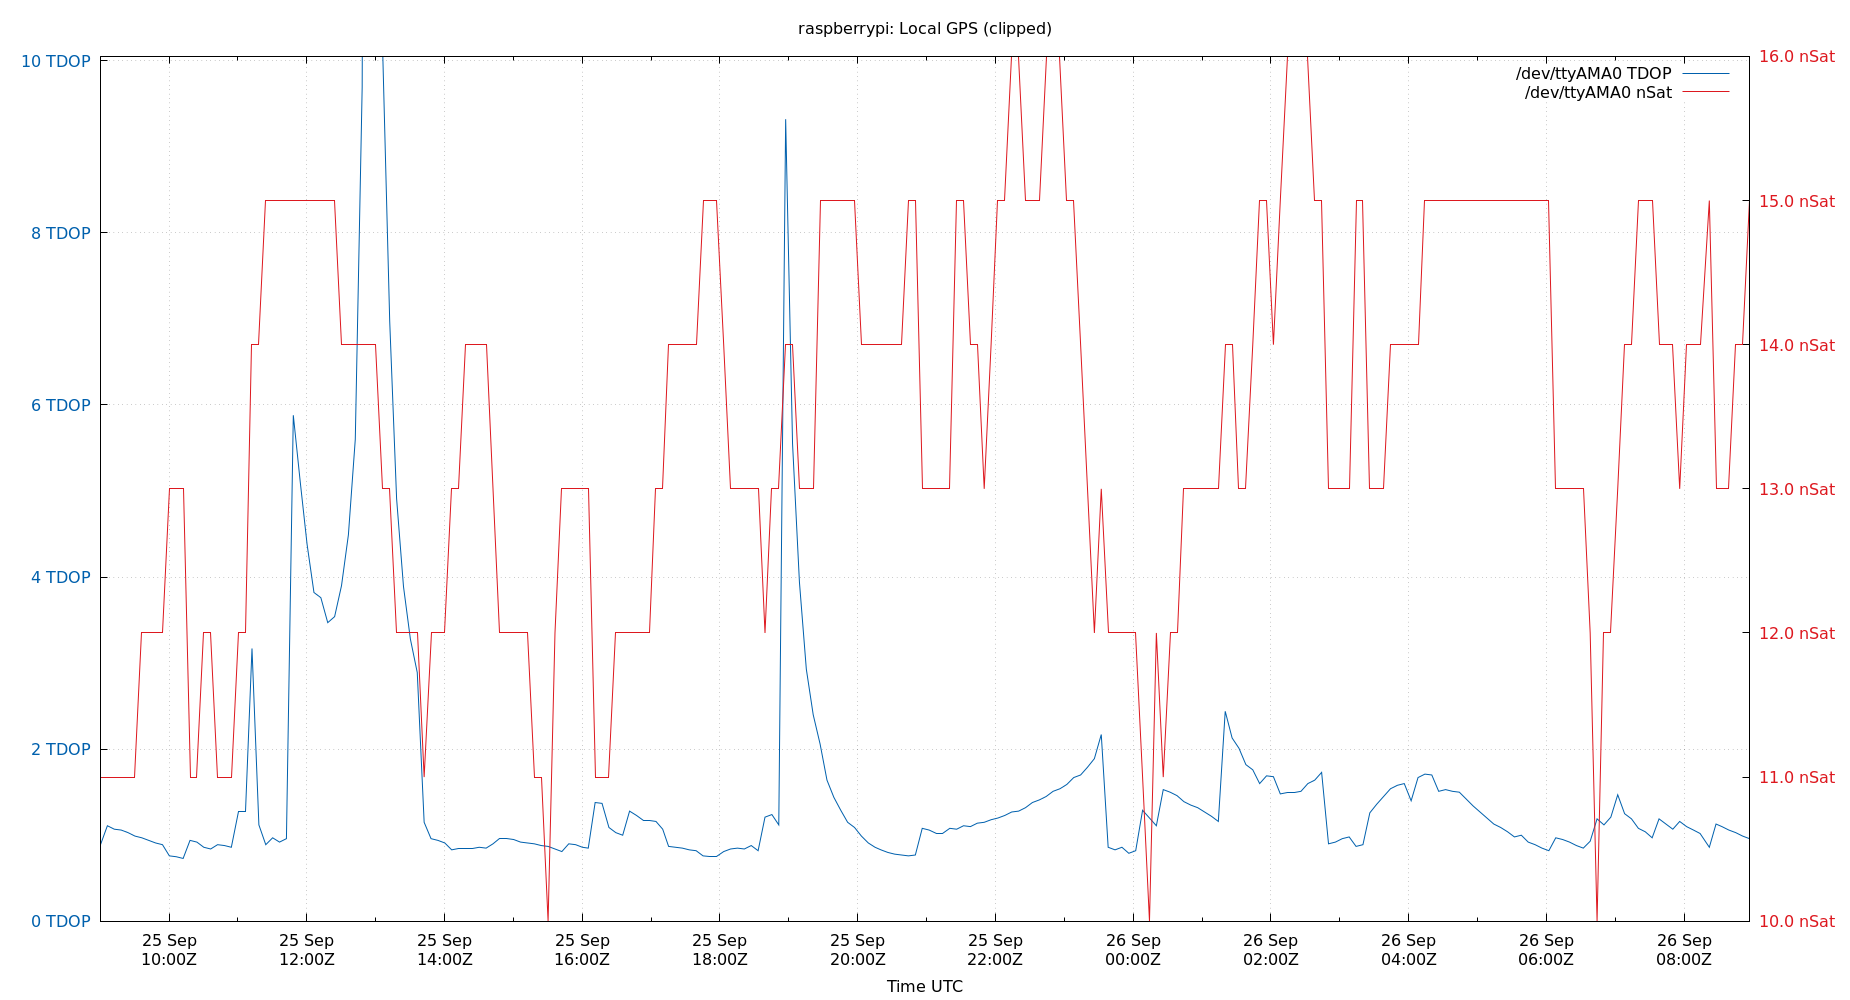 raspberrypi: Local GPS (clipped)
10 TDOP
8 TDOP
6 TDOP
4 TDOP
2 TDOP
0 TDOP
/dev/ttyAMA0 TDOP
/dev/ttyAMA0 nSat
16.0 nSat
15.0 nSat
14.0 nSat
13.0 nSat
12.0 nSat
11.0 nSat
10.0 nSat
25 Sep
10:00Z
25 Sep
12:00Z
25 Sep
14:00Z
25 Sep
16:00Z
25 Sep
18:00Z
25 Sep
20:00Z
25 Sep
22:00Z
26 Sep
00:00Z
26 Sep
02:00Z
26 Sep
04:00Z
26 Sep
06:00Z
26 Sep
08:00Z
Time UTC